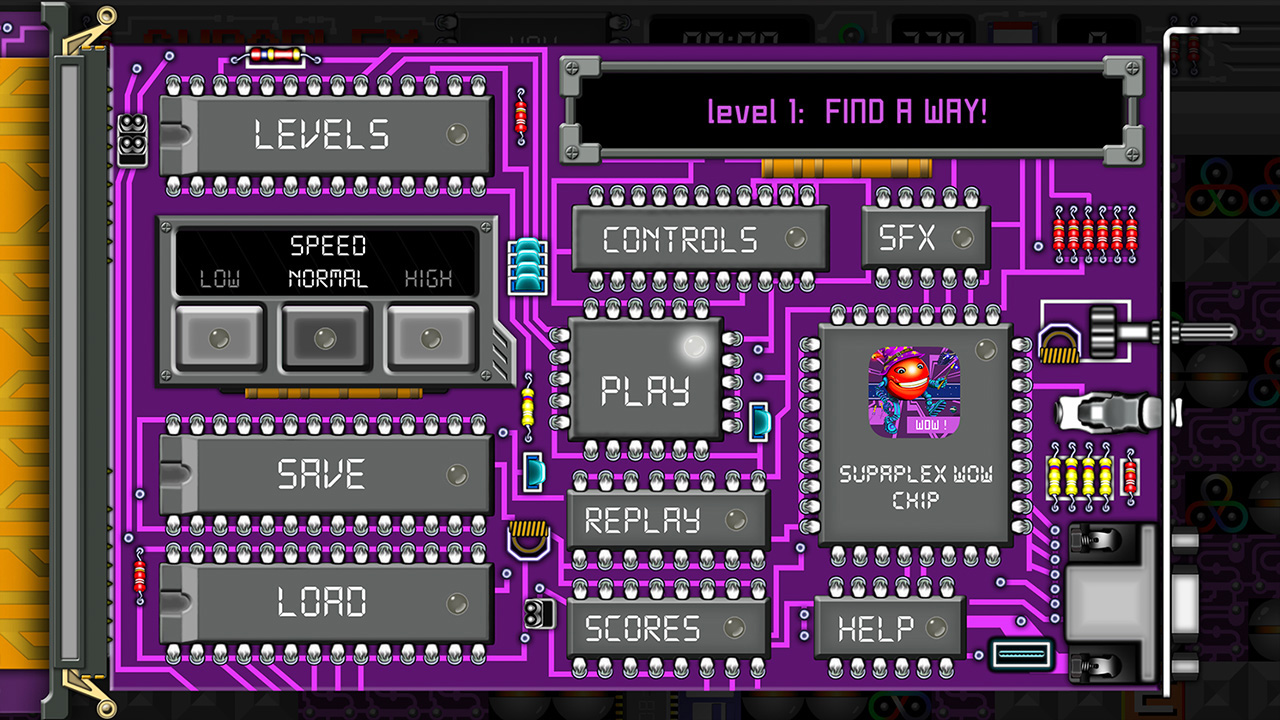 LEVELS
level 1: FIND A WAY!
SPEED
LOW NORMAL HIGH
CONTROLS
SFX
PLAY
WOW !
SUPAPLEX WOW
CHIP
SAVE
REPLAY
LOAD
SCORES
HELP